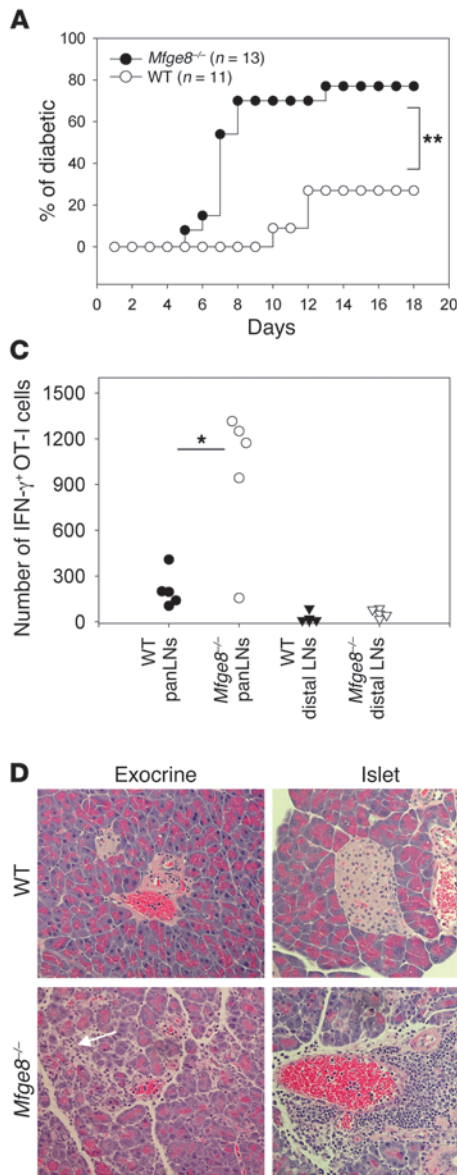 A
100
80
60
40
20
0
% of diabetic
Mfge8⁻/⁻ (n = 13)
WT (n = 11)
**
0 2 4 6 8 10 12 14 16 18 20
Days
C
1500
1200
900
600
300
0
Number of IFN-γ⁺ OT-I cells
*
WT panLNs
Mfge8⁻/⁻ panLNs
WT distal LNs
Mfge8⁻/⁻ distal LNs
D
Exocrine Islet
WT
Mfge8⁻/⁻